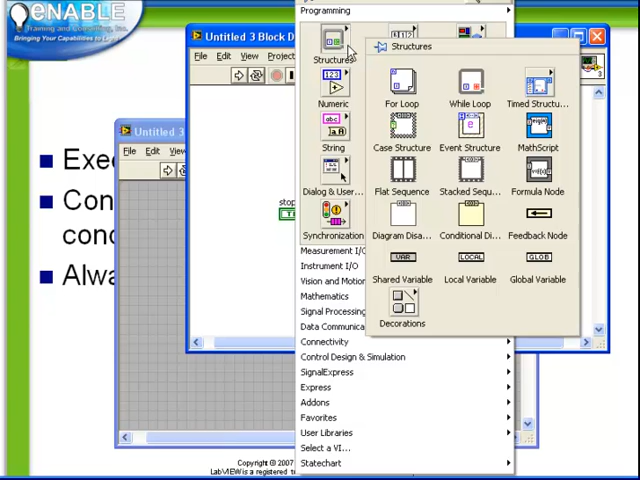 ENABLE
Training and Consulting, Inc.
Bringing Your Capabilities to Light
Programming
Untitled 3 Block D
Structures
File Edit View Project
Structures
For Loop
While Loop
Timed Structu...
Numeric
MathScript
Case Structure
Event Structure
String
Untitled 3
File Edit View
Exe
Dialog & User...
Flat Sequence
Stacked Sequ...
Formula Node
Con
stop
cond
Synchronization
Diagram Disa...
Conditional Di...
Feedback Node
Measurement I/O
Alwa
Instrument I/O
VAR
LOCAL
GLOB
Vision and Motion
Shared Variable
Local Variable
Global Variable
Mathematics
Signal Processing
Decorations
Data Communica
Connectivity
Control Design & Simulation
SignalExpress
Express
Addons
Favorites
User Libraries
Select a VI...
Statechart
Copyright © 2007
LabVIEW is a registered